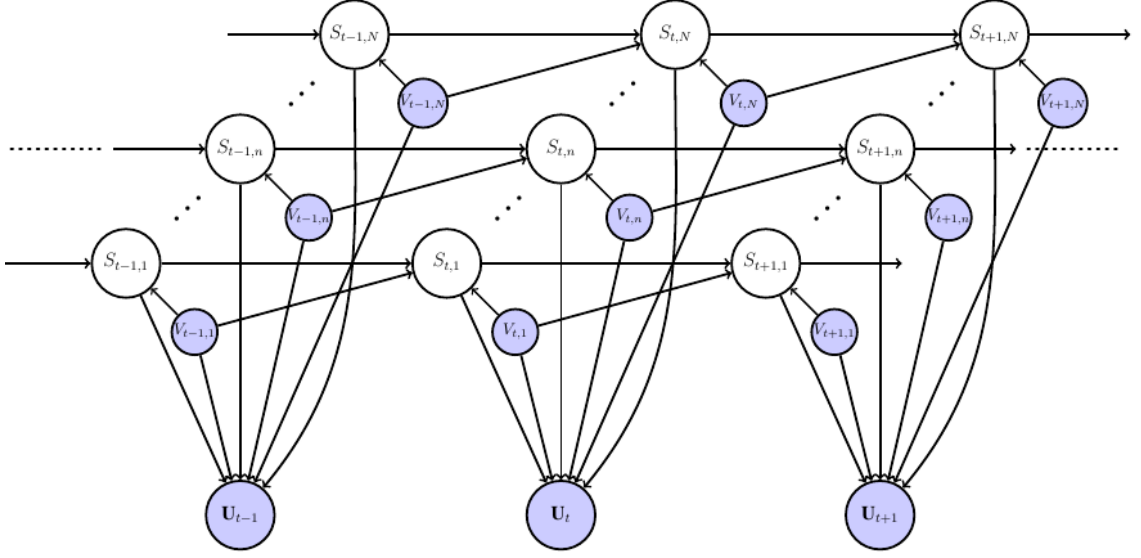 S_{t-1,N} S_{t,N} S_{t+1,N}
V_{t-1,N} V_{t,N} V_{t+1,N}
S_{t-1,n} S_{t,n} S_{t+1,n}
V_{t-1,n} V_{t,n} V_{t+1,n}
S_{t-1,1} S_{t,1} S_{t+1,1}
V_{t-1,1} V_{t,1} V_{t+1,1}
U_{t-1} U_t U_{t+1}